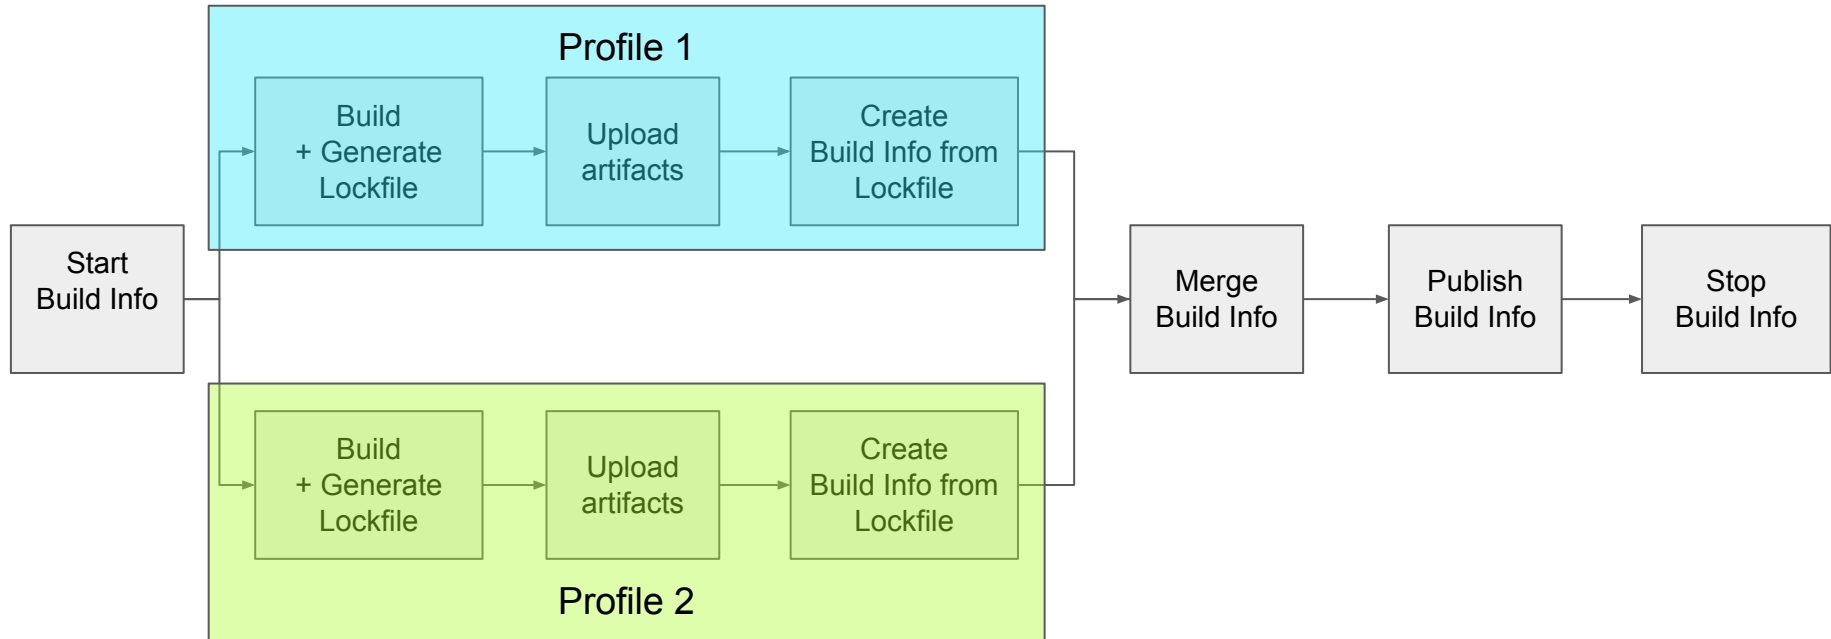 Profile 1
Build
+ Generate
Lockfile
Upload
artifacts
Create
Build Info from
Lockfile
Start
Build Info
Merge
Build Info
Publish
Build Info
Stop
Build Info
Build
+ Generate
Lockfile
Upload
artifacts
Create
Build Info from
Lockfile
Profile 2